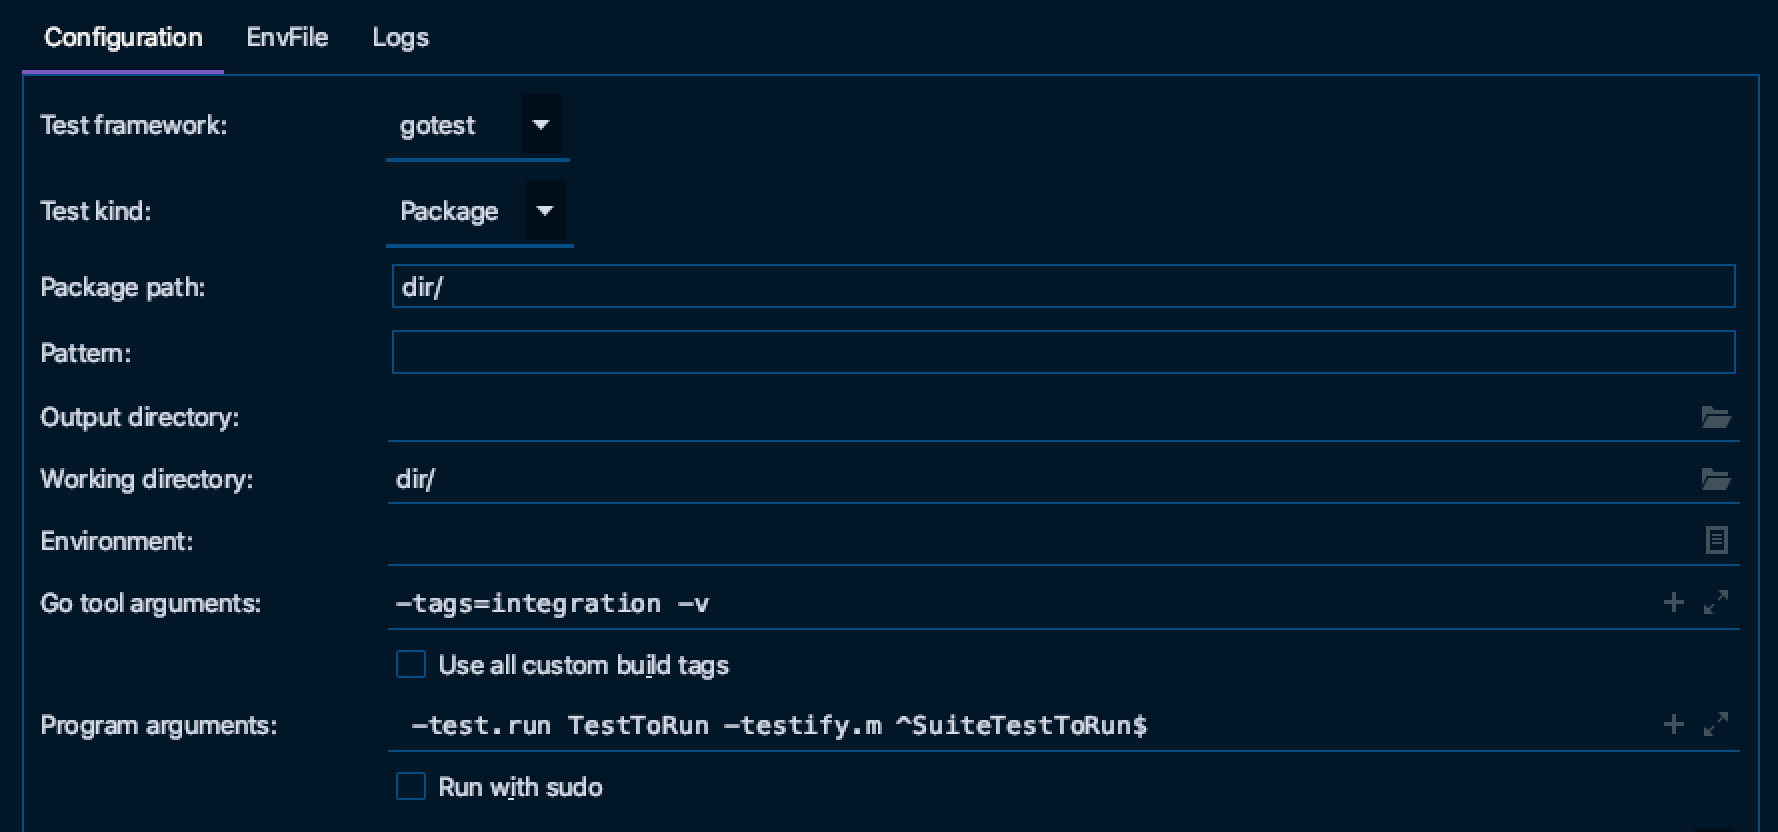 Configuration EnvFile Logs
Test framework: gotest
Test kind: Package
Package path: dir/
Pattern:
Output directory:
Working directory: dir/
Environment:
Go tool arguments: -tags=integration -v
Use all custom build tags
Program arguments: -test.run TestToRun -testify.m ^SuiteTestToRun$
Run with sudo